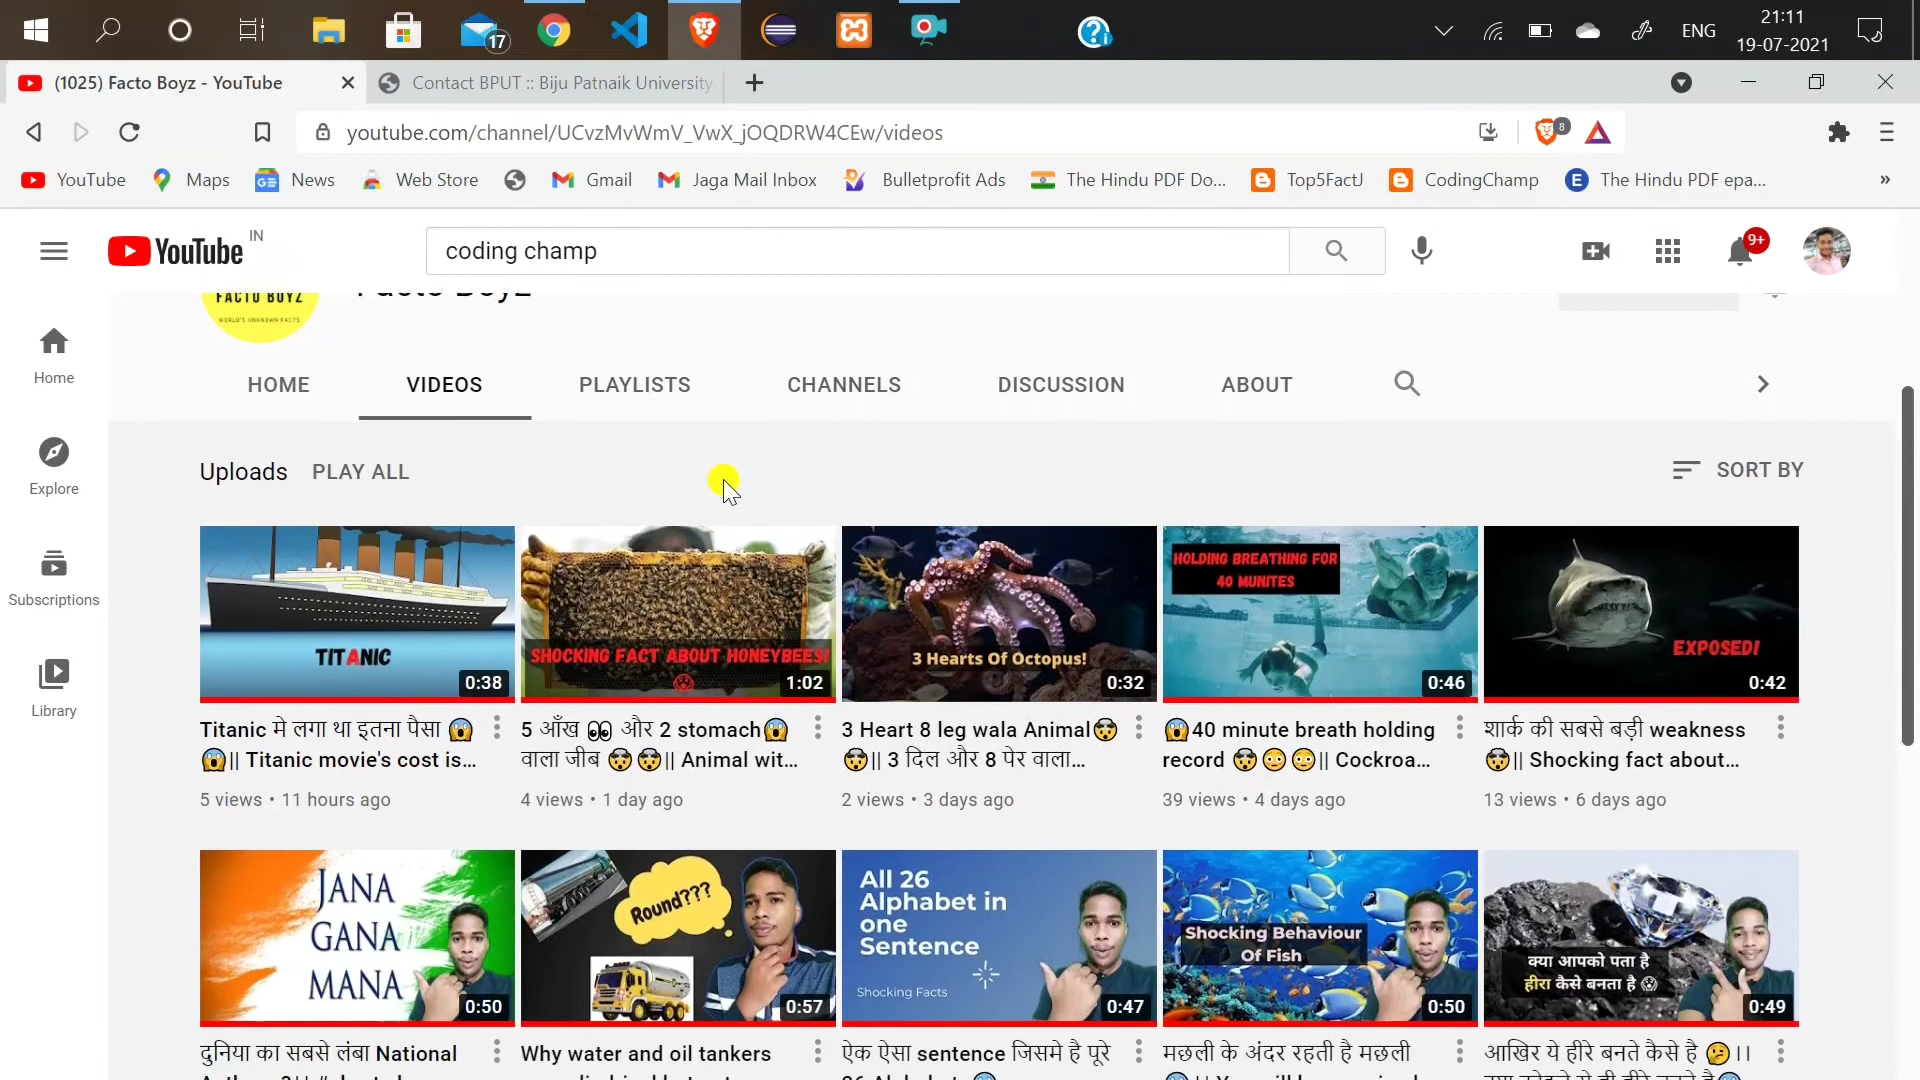 17
ENG
21:11
19-07-2021
(1025) Facto Boyz - YouTube
Contact BPUT :: Biju Patnaik University
youtube.com/channel/UCvzMvWmV_VwX_jOQDRW4CEw/videos
8
YouTube
Maps
News
Web Store
Gmail
Jaga Mail Inbox
Bulletprofit Ads
The Hindu PDF Do...
Top5FactJ
CodingChamp
The Hindu PDF epa...
YouTube IN
coding champ
9+
FACTO BOYZ
WORLD'S UNKNOWN FACTS
Facto Boyz
Home
Explore
Subscriptions
Library
HOME
VIDEOS
PLAYLISTS
CHANNELS
DISCUSSION
ABOUT
Uploads PLAY ALL
SORT BY
TITANIC
0:38
SHOCKING FACT ABOUT HONEYBEES!
1:02
3 Hearts Of Octopus!
0:32
HOLDING BREATHING FOR
40 MUNITES
0:46
EXPOSED!
0:42
Titanic मे लगा था इतना पैसा 😱
😱|| Titanic movie's cost is...
5 views • 11 hours ago
5 आँख 👀 और 2 stomach😱
वाला जीव 🤯🤯|| Animal wit...
4 views • 1 day ago
3 Heart 8 leg wala Animal🤯
🤯|| 3 दिल और 8 पेर वाला...
2 views • 3 days ago
😱40 minute breath holding
record 🤯😳😳|| Cockroa...
39 views • 4 days ago
शार्क की सबसे बड़ी weakness
🤯|| Shocking fact about...
13 views • 6 days ago
JANA
GANA
MANA
0:50
Round???
0:57
All 26
Alphabet in
one
Sentence
Shocking Facts
0:47
Shocking Behaviour
Of Fish
0:50
क्या आपको पता है
हीरा कैसे बनता है
0:49
दुनिया का सबसे लंबा National
Why water and oil tankers
ऐक ऐसा sentence जिसमे है पूरे
मछली के अंदर रहती है मछली
आखिर ये हीरे बनते कैसे है 🤔||